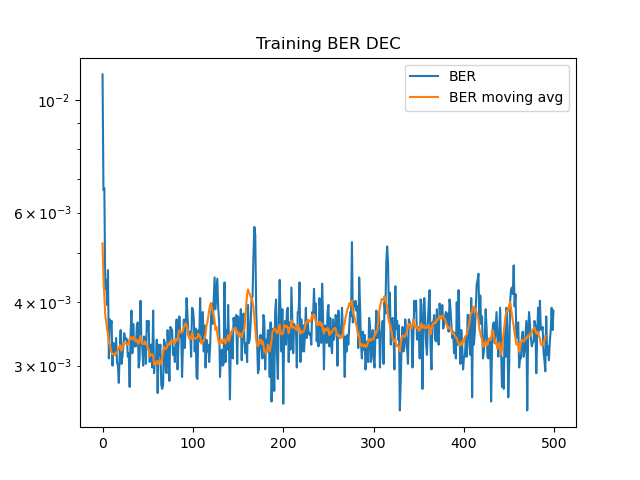 Training BER DEC
BER
BER moving avg
10⁻²
6 × 10⁻³
4 × 10⁻³
3 × 10⁻³
0 100 200 300 400 500